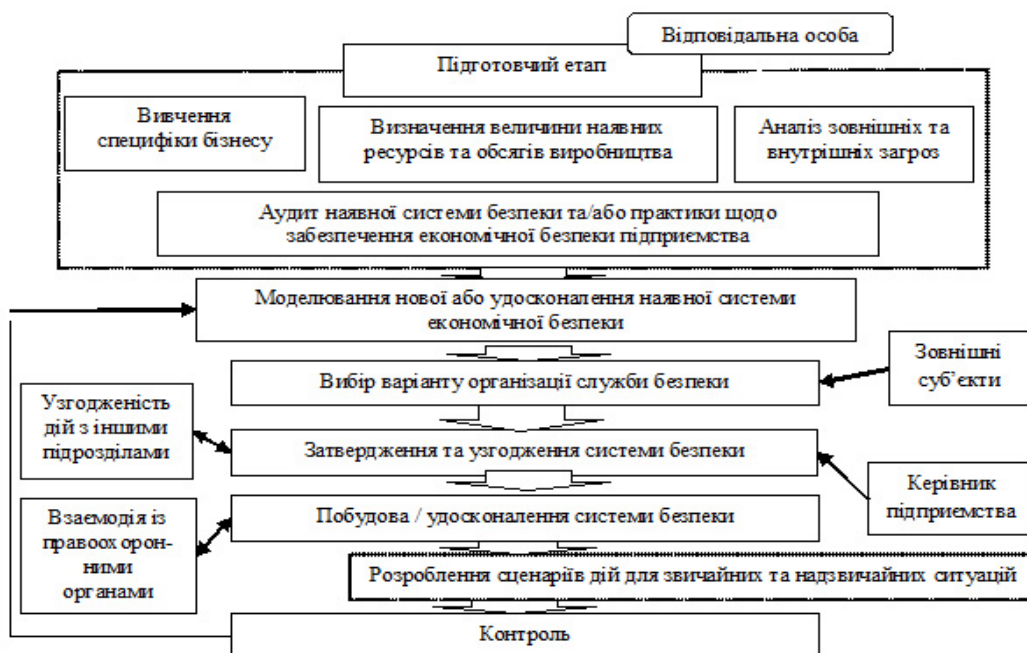 Відповідальна особа
Підготовчий етап
Вивчення
специфіки бізнесу
Визначення величини наявних
ресурсів та обсягів виробництва
Аналіз зовнішніх та
внутрішніх загроз
Аудит наявної системи безпеки та/або практики щодо
забезпечення економічної безпеки підприємства
Моделювання нової або удосконалення наявної системи
економічної безпеки
Зовнішні
суб’єкти
Вибір варіанту організації служби безпеки
Узгодженість
дій з іншими
підрозділами
Затвердження та узгодження системи безпеки
Керівник
підприємства
Взаємодія із
правоохорон-
ними
органами
Побудова / удосконалення системи безпеки
Розроблення сценаріїв дій для звичайних та надзвичайних ситуацій
Контроль